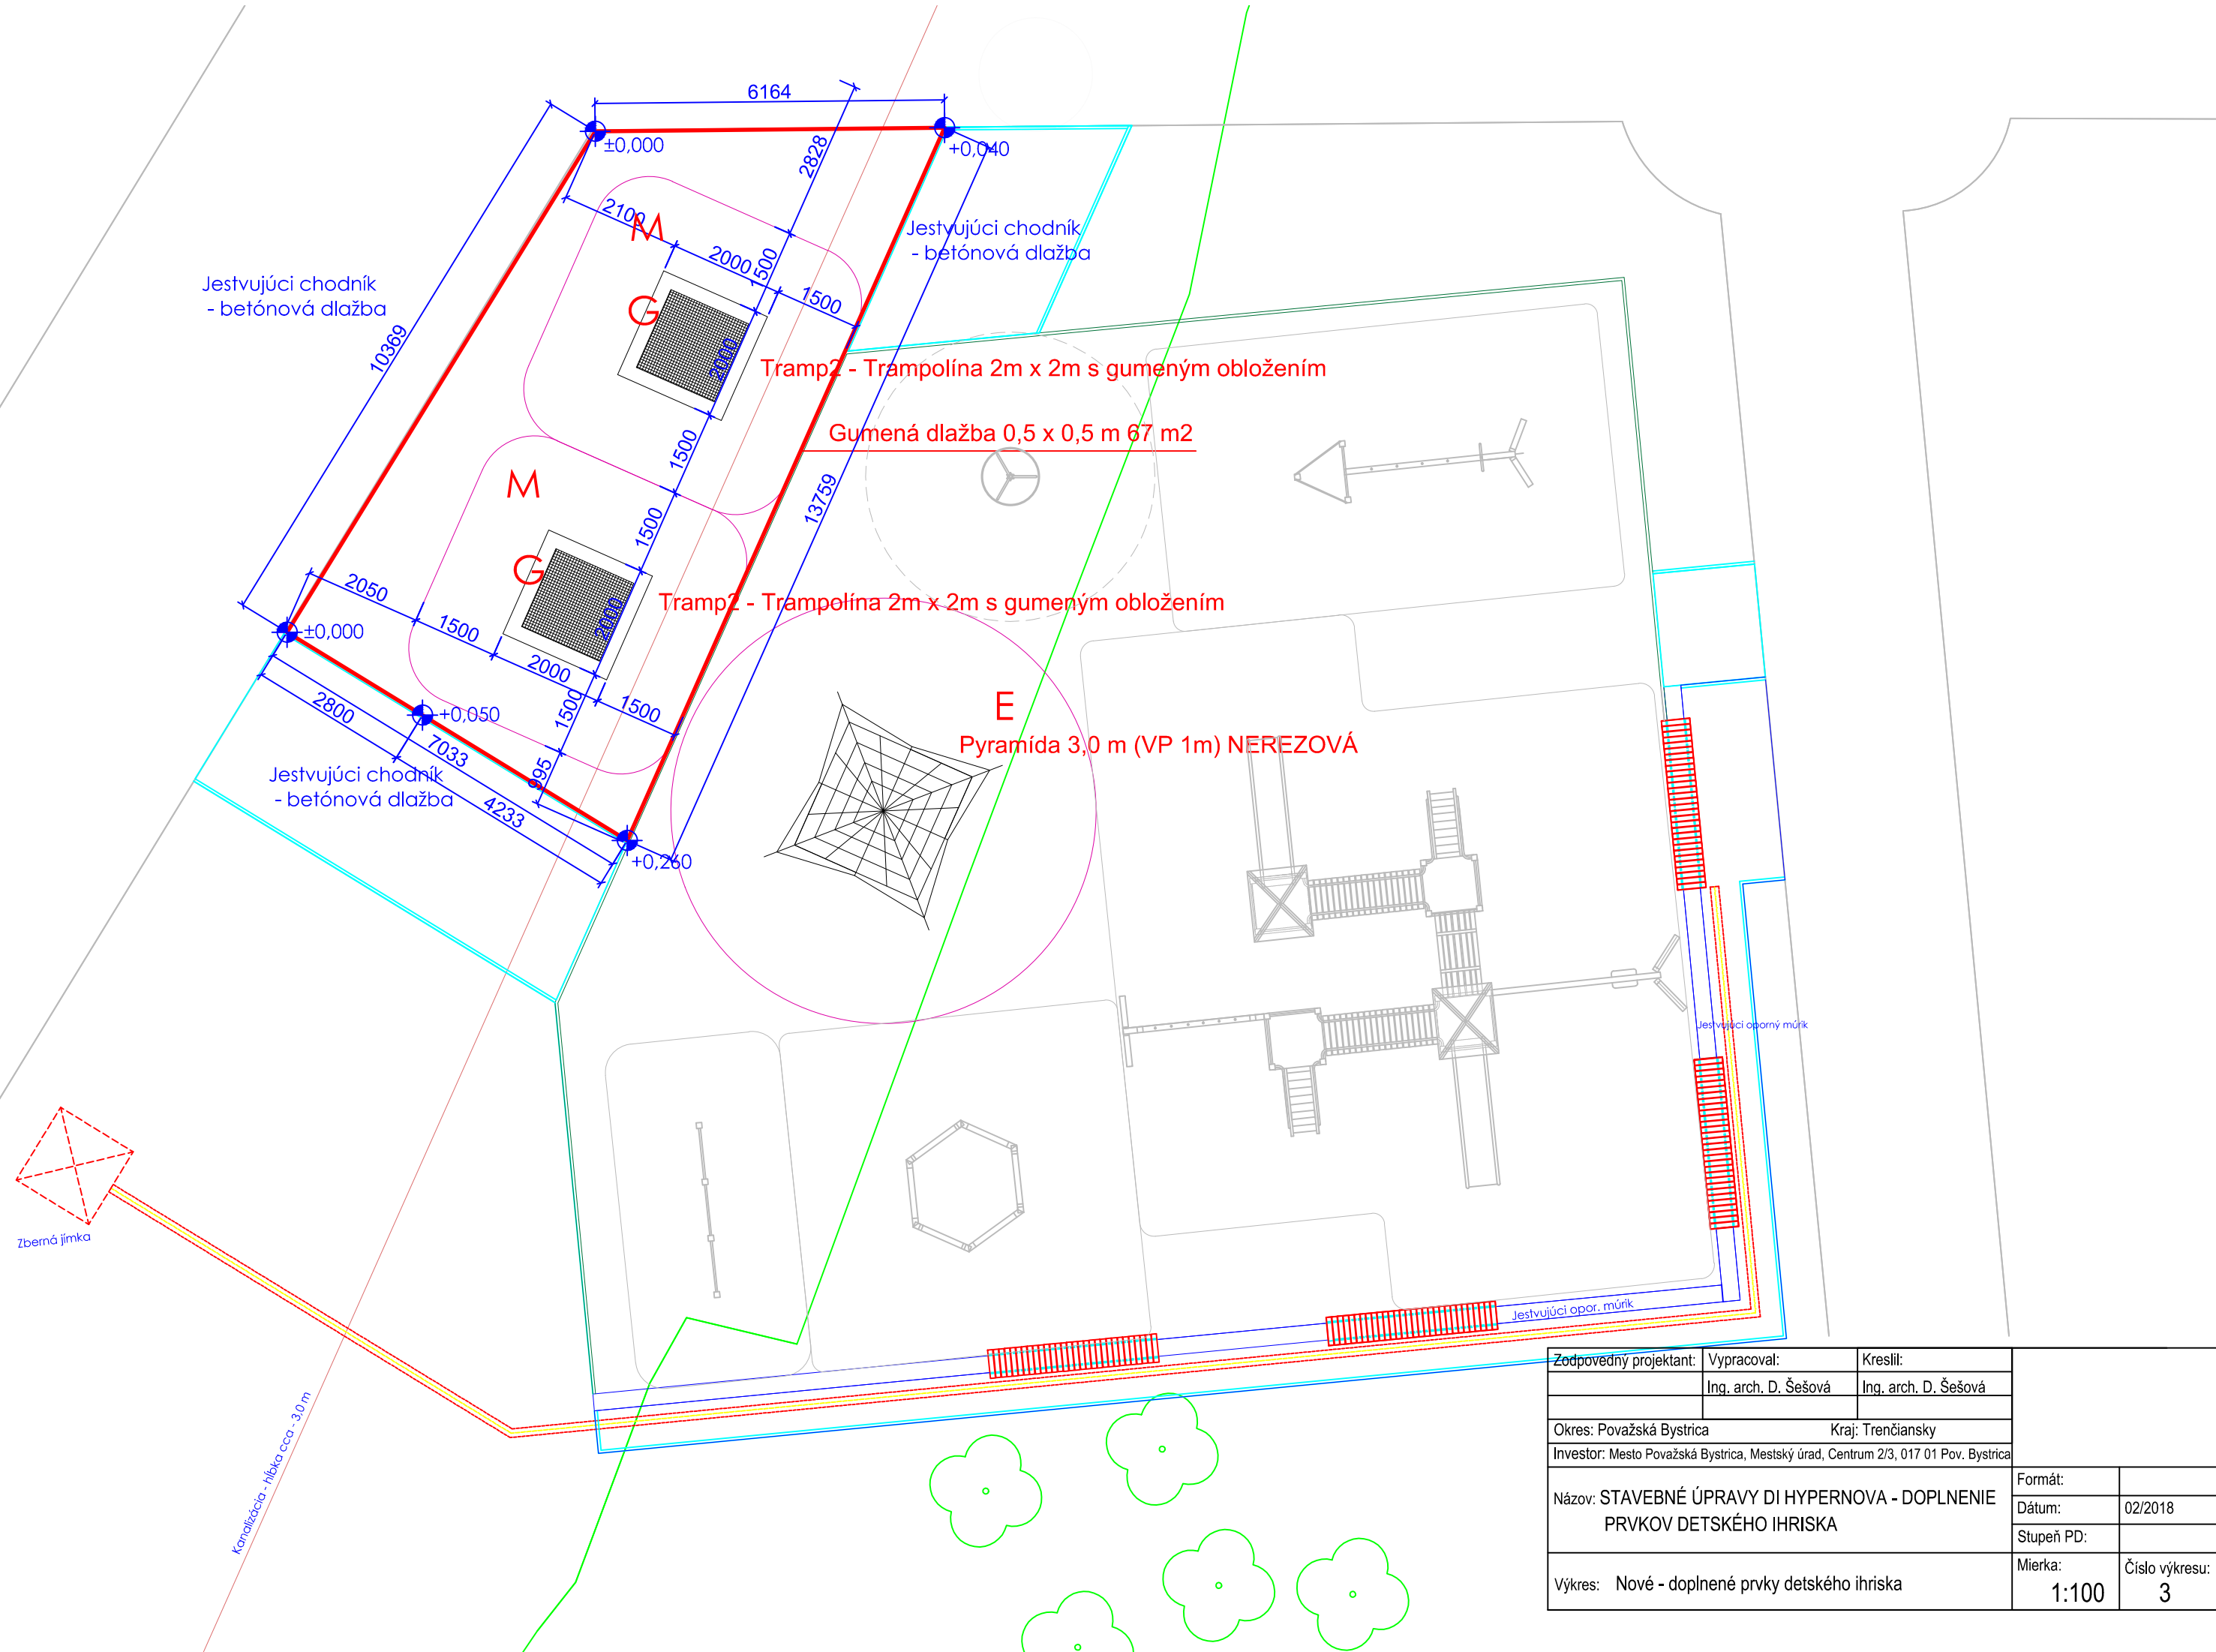 6164
±0,000
+0,040
2828
2100
M
2000
1500
1500
Jestvujúci chodník
- betónová dlažba
Jestvujúci chodník
- betónová dlažba
G
10369
2000
Tramp2 - Trampolína 2m x 2m s gumeným obložením
Gumená dlažba 0,5 x 0,5 m 67 m2
1500
M
13759
1500
G
2050
2000
Tramp2 - Trampolína 2m x 2m s gumeným obložením
±0,000
1500
2000
1500
1500
2800
+0,050
7033
E
Pyramída 3,0 m (VP 1m) NEREZOVÁ
Jestvujúci chodník
- betónová dlažba
995
4233
+0,260
Jestvujúci oporný múrik
Zberná jímka
Jestvujúci opor. múrik
Kanalizácia - hĺbka cca - 3,0 m
Zodpovedný projektant: Vypracoval: Kreslil:
Ing. arch. D. Šešová Ing. arch. D. Šešová
Okres: Považská Bystrica Kraj: Trenčiansky
Investor: Mesto Považská Bystrica, Mestský úrad, Centrum 2/3, 017 01 Pov. Bystrica
Názov: STAVEBNÉ ÚPRAVY DI HYPERNOVA - DOPLNENIE
PRVKOV DETSKÉHO IHRISKA
Formát:
Dátum: 02/2018
Stupeň PD:
Výkres: Nové - doplnené prvky detského ihriska
Mierka: Číslo výkresu:
1:100 3